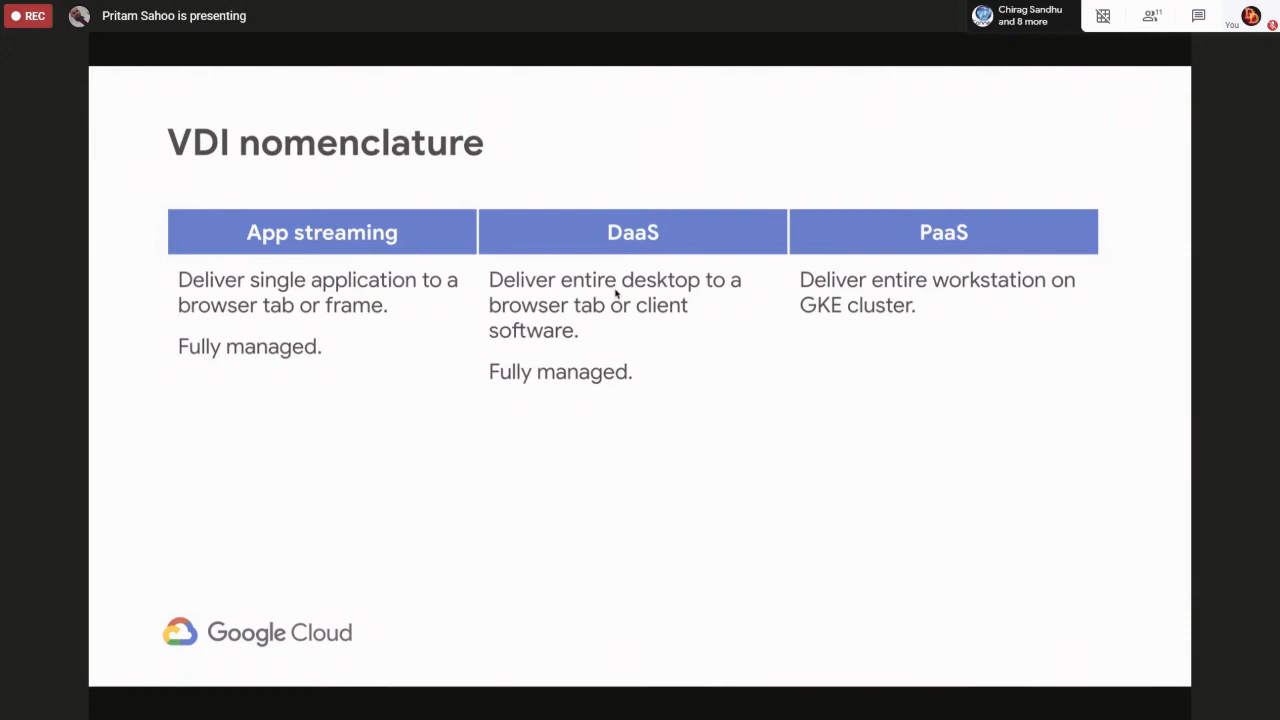 REC
Pritam Sahoo is presenting
Chirag Sandhu
and 8 more
11
You
VDI nomenclature
App streaming
DaaS
PaaS
Deliver single application to a
browser tab or frame.
Fully managed.
Deliver entire desktop to a
browser tab or client
software.
Fully managed.
Deliver entire workstation on
GKE cluster.
Google Cloud